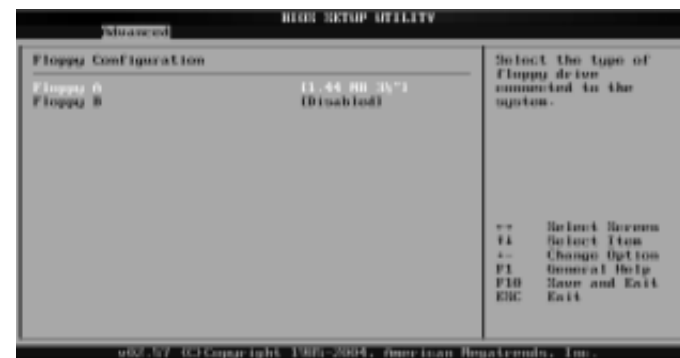 BIOS SETUP UTILITY
Advanced
Floppy Configuration
Floppy A [1.44 MB 3½"]
Floppy B [Disabled]
Select the type of
floppy drive
connected to the
system.
←→ Select Screen
↑↓ Select Item
+- Change Option
F1 General Help
F10 Save and Exit
ESC Exit
v02.57 (C)Copyright 1985-2004, American Megatrends, Inc.